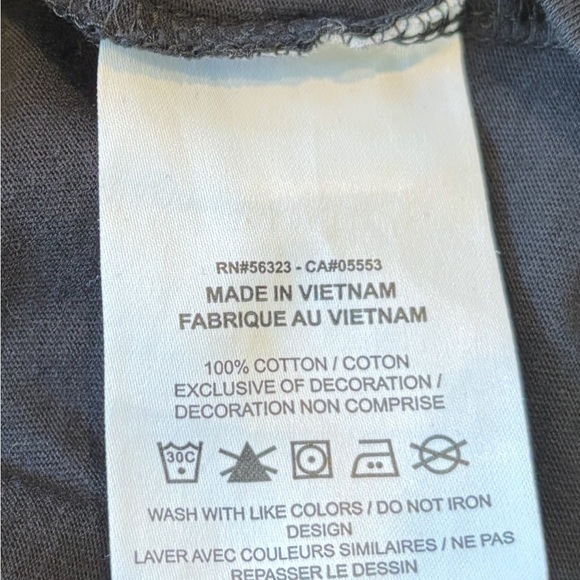 RN#56323 - CA#05553
MADE IN VIETNAM
FABRIQUE AU VIETNAM
100% COTTON / COTON
EXCLUSIVE OF DECORATION /
DECORATION NON COMPRISE
30C
WASH WITH LIKE COLORS / DO NOT IRON
DESIGN
LAVER AVEC COULEURS SIMILAIRES / NE PAS
REPASSER LE DESSIN